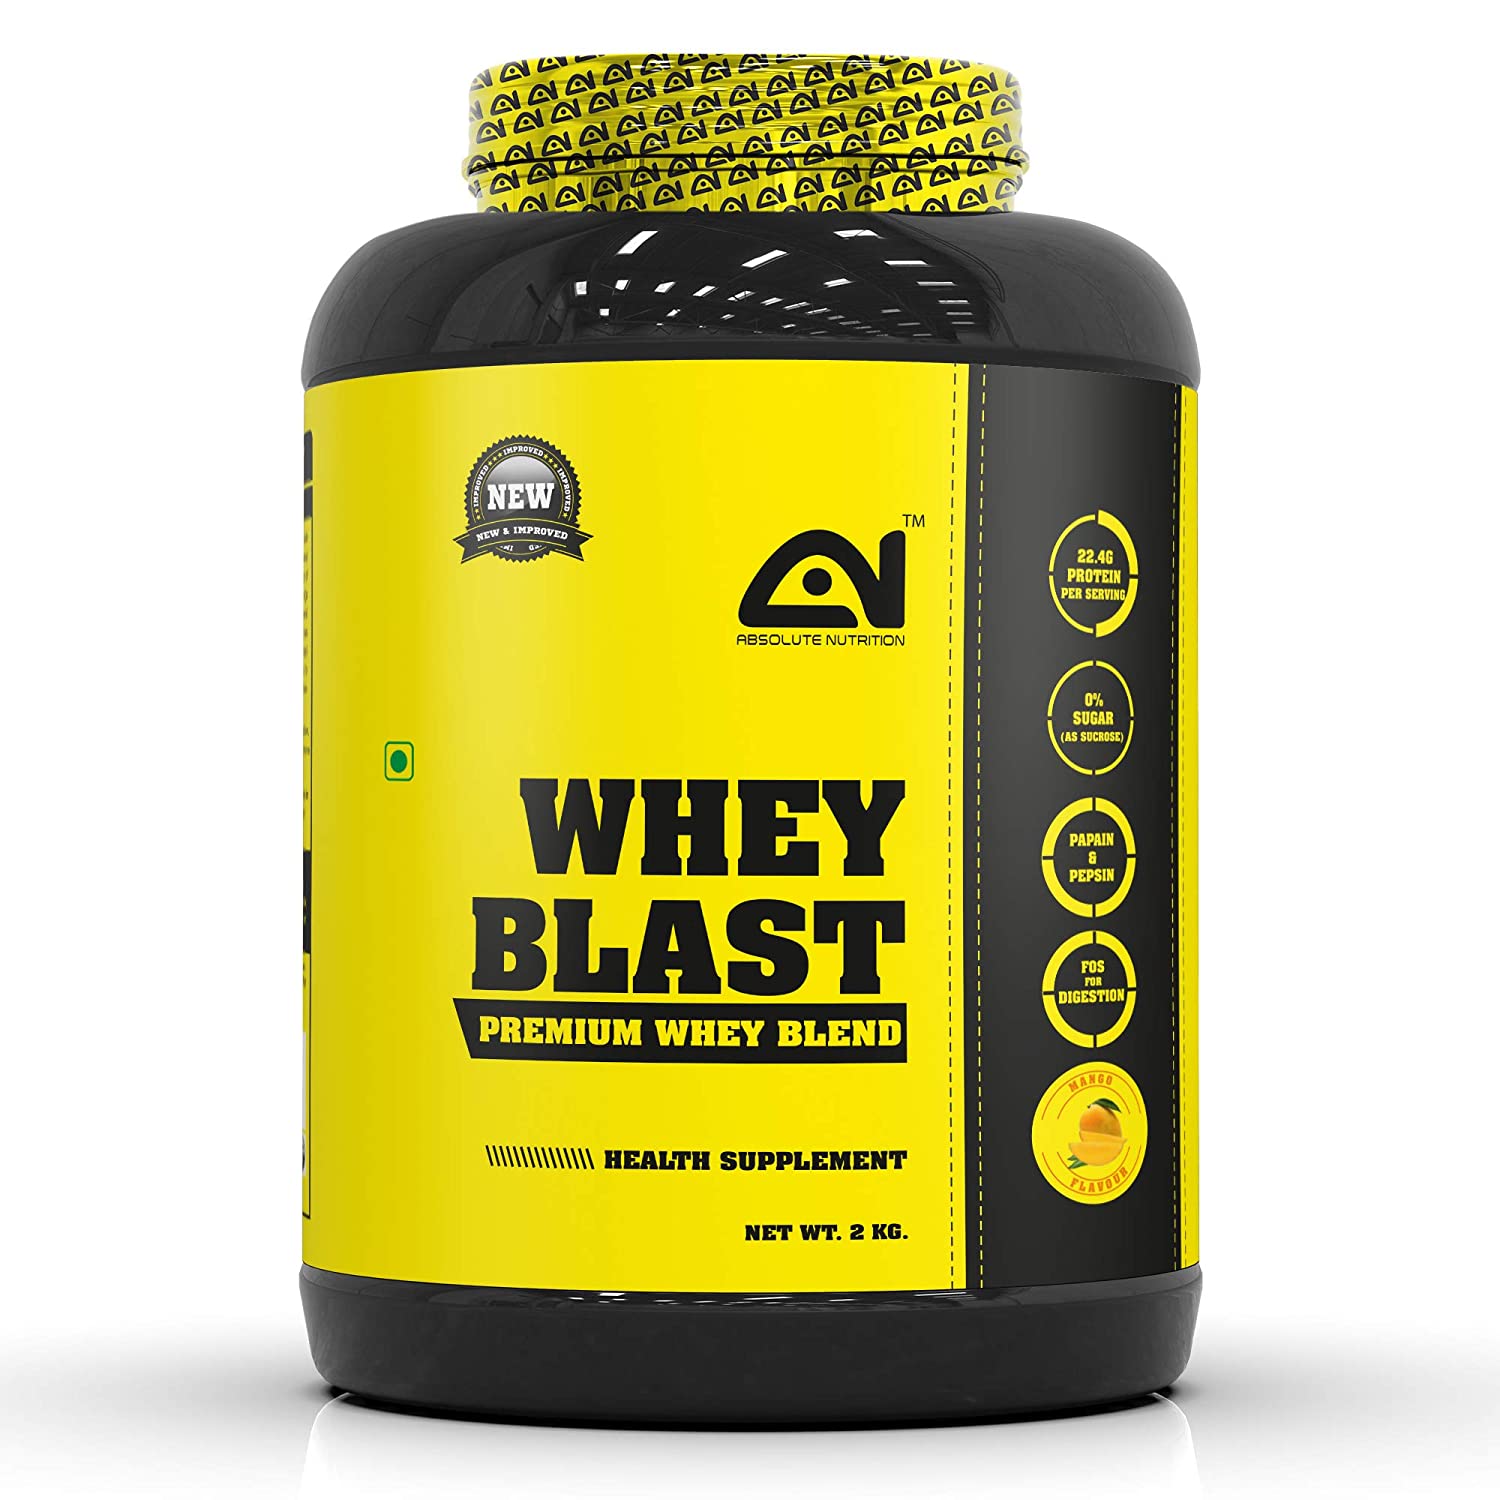 IMPROVED ★★★ IMPROVED ★★★ IMPROVED
NEW
NEW & IMPROVED
TM
ABSOLUTE NUTRITION
WHEY
BLAST
PREMIUM WHEY BLEND
HEALTH SUPPLEMENT
NET WT. 2 KG.
22.4G
PROTEIN
PER SERVING
0%
SUGAR
(AS SUCROSE)
PAPAIN
&
PEPSIN
FOS
FOR
DIGESTION
MANGO
FLAVOUR